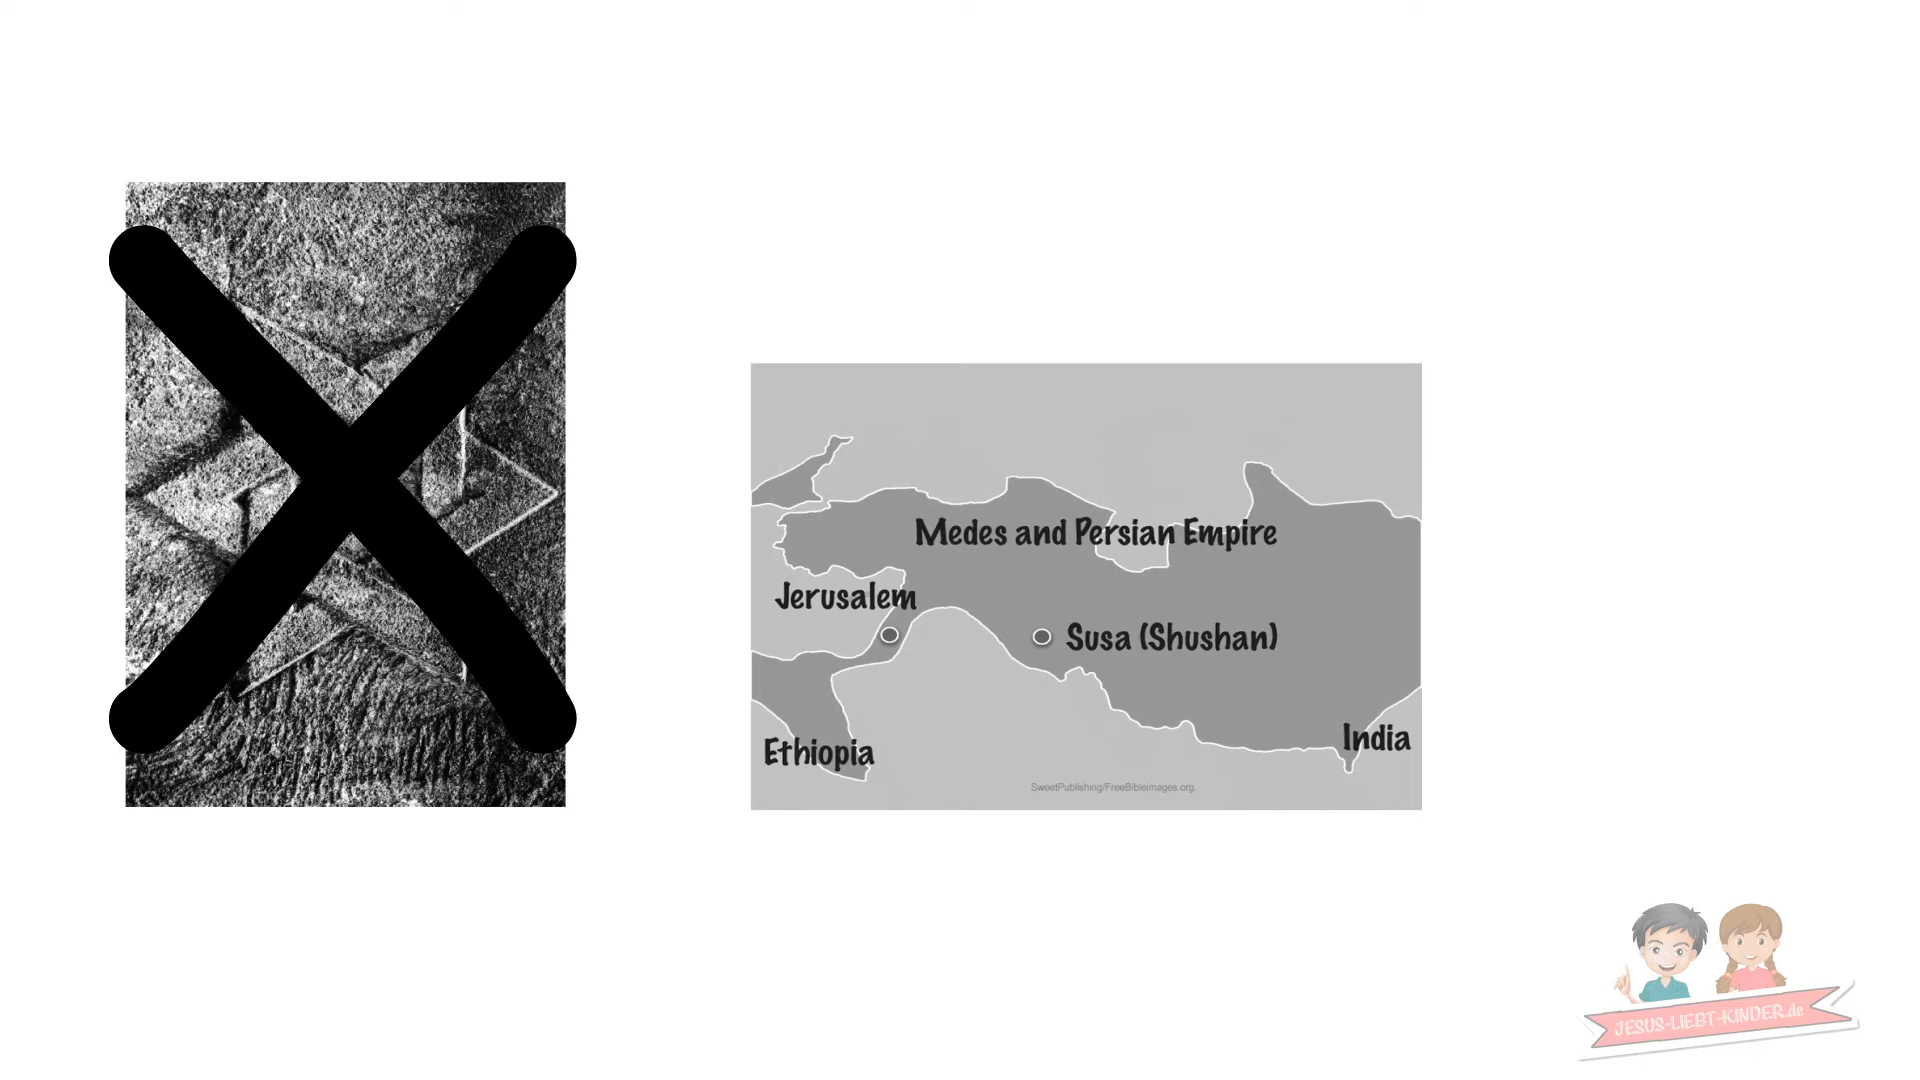 Medes and Persian Empire
Jerusalem
Susa (Shushan)
Ethiopia
India
SweetPublishing/FreeBibleimages.org.
JESUS-LIEBT-KINDER.de